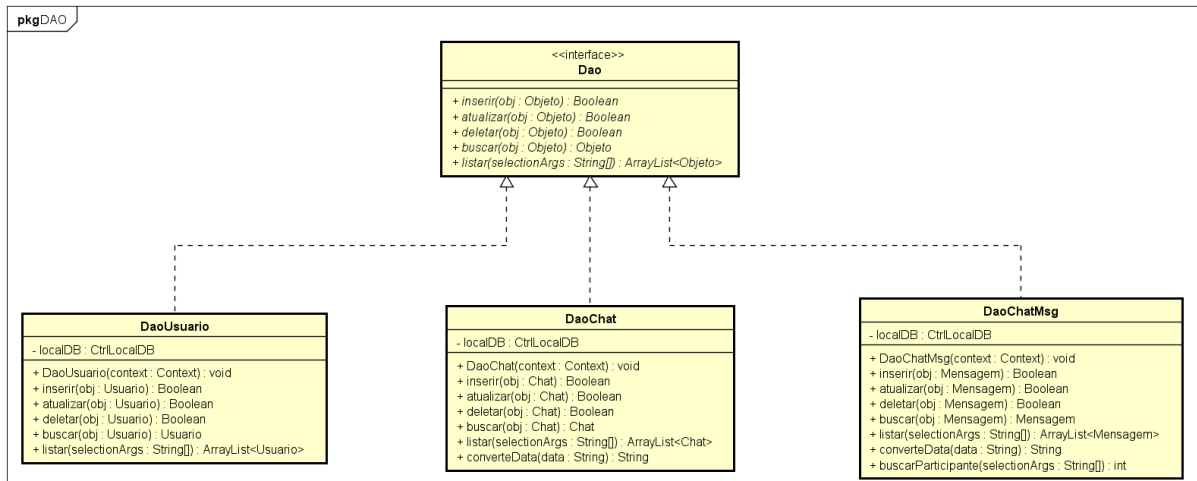 pkgDAO
<<interface>>
Dao
+ inserir(obj : Objeto) : Boolean
+ atualizar(obj : Objeto) : Boolean
+ deletar(obj : Objeto) : Boolean
+ buscar(obj : Objeto) : Objeto
+ listar(selectionArgs : String[]) : ArrayList<Objeto>
DaoUsuario
- localDB : CtrlLocalDB
+ DaoUsuario(context : Context) : void
+ inserir(obj : Usuario) : Boolean
+ atualizar(obj : Usuario) : Boolean
+ deletar(obj : Usuario) : Boolean
+ buscar(obj : Usuario) : Usuario
+ listar(selectionArgs : String[]) : ArrayList<Usuario>
DaoChat
- localDB : CtrlLocalDB
+ DaoChat(context : Context) : void
+ inserir(obj : Chat) : Boolean
+ atualizar(obj : Chat) : Boolean
+ deletar(obj : Chat) : Boolean
+ buscar(obj : Chat) : Chat
+ listar(selectionArgs : String[]) : ArrayList<Chat>
+ converteData(data : String) : String
DaoChatMsg
- localDB : CtrlLocalDB
+ DaoChatMsg(context : Context) : void
+ inserir(obj : Mensagem) : Boolean
+ atualizar(obj : Mensagem) : Boolean
+ deletar(obj : Mensagem) : Boolean
+ buscar(obj : Mensagem) : Mensagem
+ listar(selectionArgs : String[]) : ArrayList<Mensagem>
+ converteData(data : String) : String
+ buscarParticipante(selectionArgs : String[]) : int